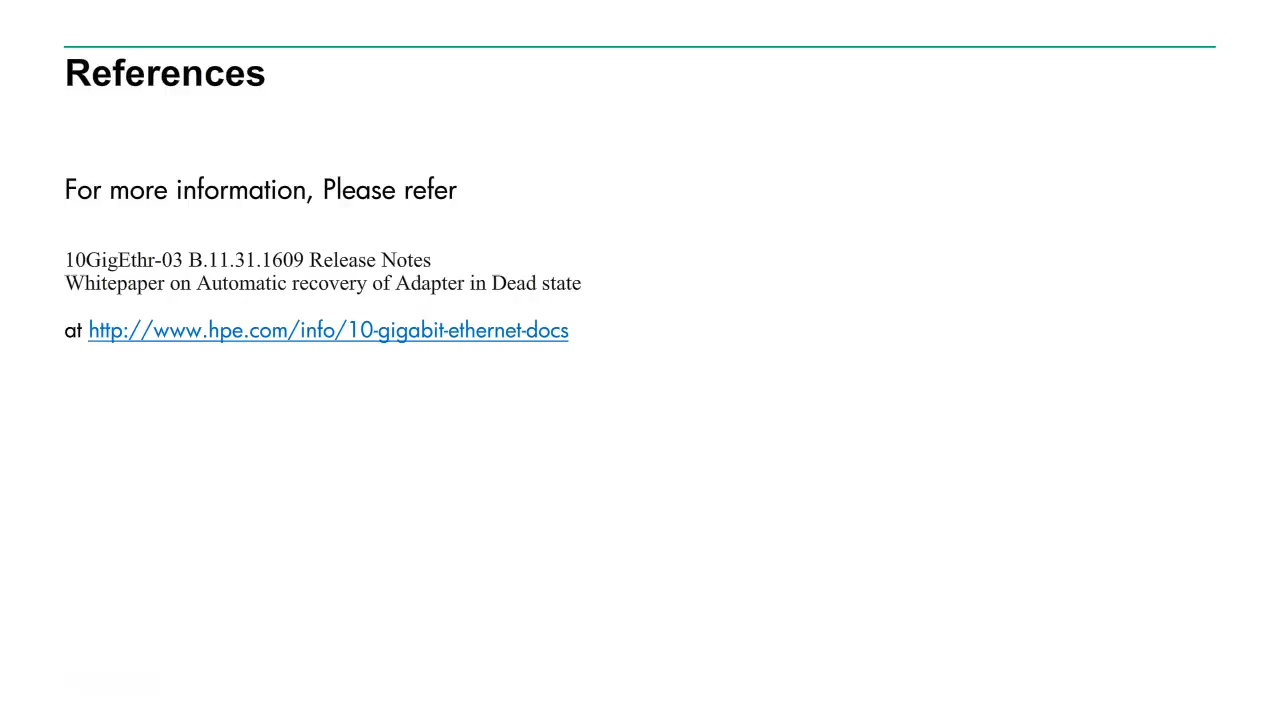 References
For more information, Please refer
10GigEthr-03 B.11.31.1609 Release Notes
Whitepaper on Automatic recovery of Adapter in Dead state
at http://www.hpe.com/info/10-gigabit-ethernet-docs